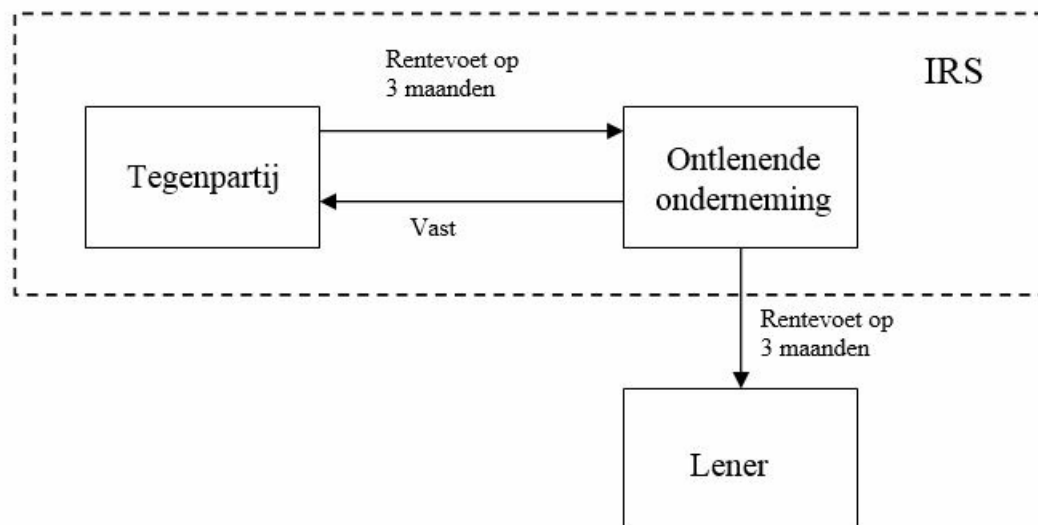 Rentevoet op
3 maanden
IRS
Tegenpartij
Ontlenende
onderneming
Vast
Rentevoet op
3 maanden
Lener